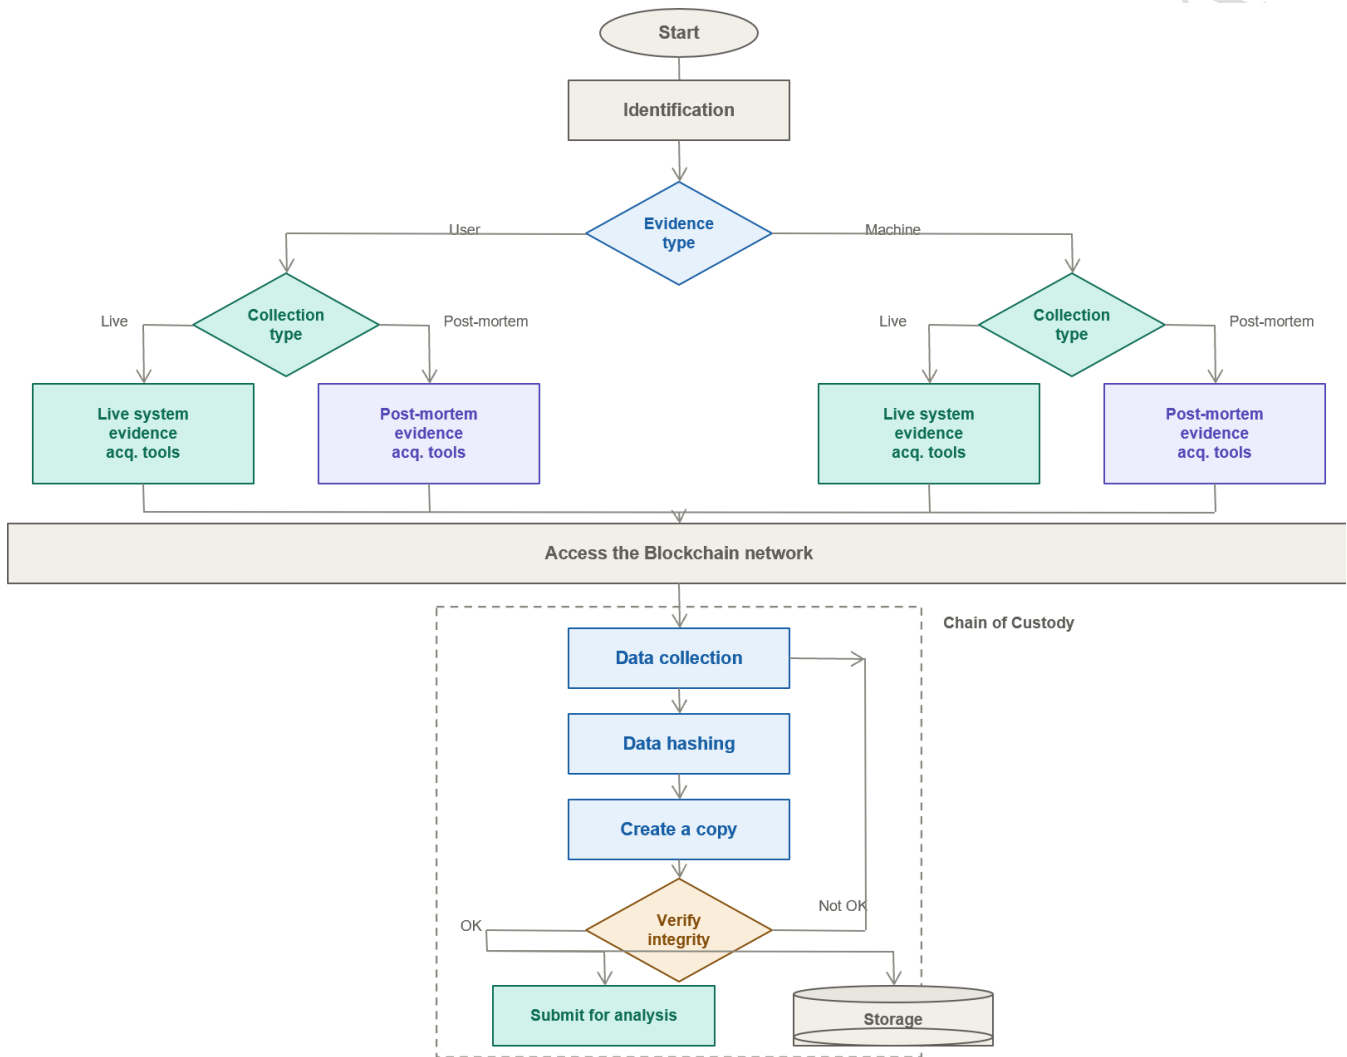 Start
Identification
Evidence
type
User
Machine
Collection
type
Live
Post-mortem
Collection
type
Live
Post-mortem
Live system
evidence
acq. tools
Post-mortem
evidence
acq. tools
Live system
evidence
acq. tools
Post-mortem
evidence
acq. tools
Access the Blockchain network
Chain of Custody
Data collection
Data hashing
Create a copy
Verify
integrity
OK
Not OK
Submit for analysis
Storage